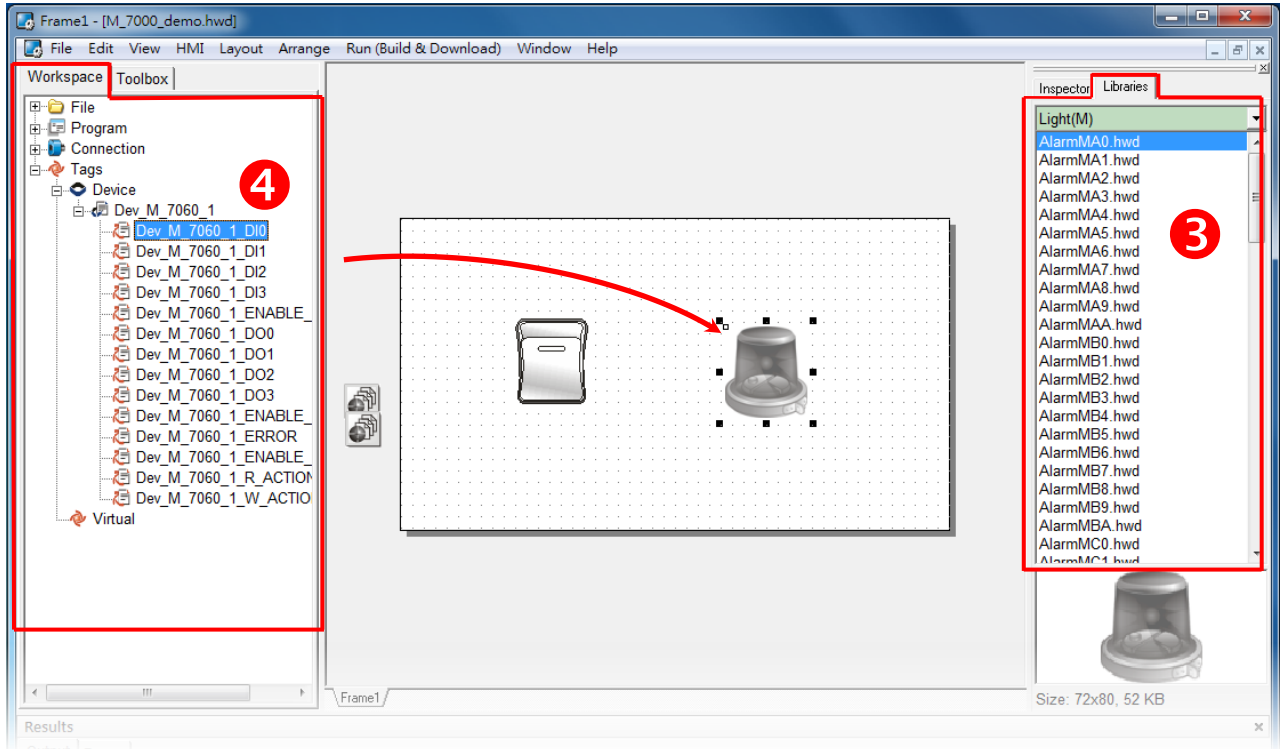 Frame1 - [M_7000_demo.hwd]
File Edit View HMI Layout Arrange Run (Build & Download) Window Help
Workspace Toolbox
File
Program
Connection
Tags
Device
Dev_M_7060_1
Dev_M_7060_1_DI0
Dev_M_7060_1_DI1
Dev_M_7060_1_DI2
Dev_M_7060_1_DI3
Dev_M_7060_1_ENABLE_
Dev_M_7060_1_DO0
Dev_M_7060_1_DO1
Dev_M_7060_1_DO2
Dev_M_7060_1_DO3
Dev_M_7060_1_ENABLE_
Dev_M_7060_1_ERROR
Dev_M_7060_1_ENABLE_
Dev_M_7060_1_R_ACTION
Dev_M_7060_1_W_ACTIO
Virtual
4
Frame1
Inspector Libraries
Light(M)
AlarmMA0.hwd
AlarmMA1.hwd
AlarmMA2.hwd
AlarmMA3.hwd
AlarmMA4.hwd
AlarmMA5.hwd
AlarmMA6.hwd
AlarmMA7.hwd
AlarmMA8.hwd
AlarmMA9.hwd
AlarmMAA.hwd
AlarmMB0.hwd
AlarmMB1.hwd
AlarmMB2.hwd
AlarmMB3.hwd
AlarmMB4.hwd
AlarmMB5.hwd
AlarmMB6.hwd
AlarmMB7.hwd
AlarmMB8.hwd
AlarmMB9.hwd
AlarmMBA.hwd
AlarmMC0.hwd
AlarmMC1.hwd
3
Size: 72x80, 52 KB
Results